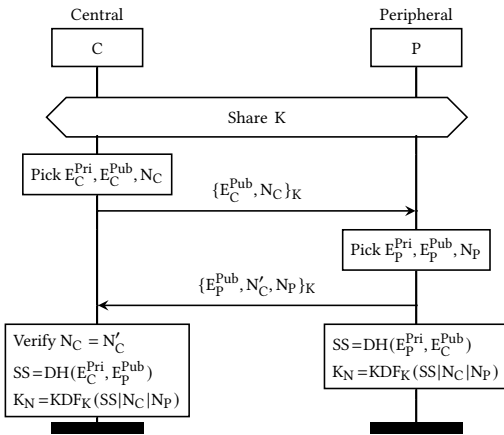 Central Peripheral
C P
Share K
Pick E_C^Pri, E_C^Pub, N_C
{E_C^Pub, N_C}_K
Pick E_P^Pri, E_P^Pub, N_P
{E_P^Pub, N_C′, N_P}_K
Verify N_C = N_C′
SS=DH(E_C^Pri, E_P^Pub)
K_N=KDF_K(SS|N_C|N_P)
SS=DH(E_P^Pri, E_C^Pub)
K_N=KDF_K(SS|N_C|N_P)